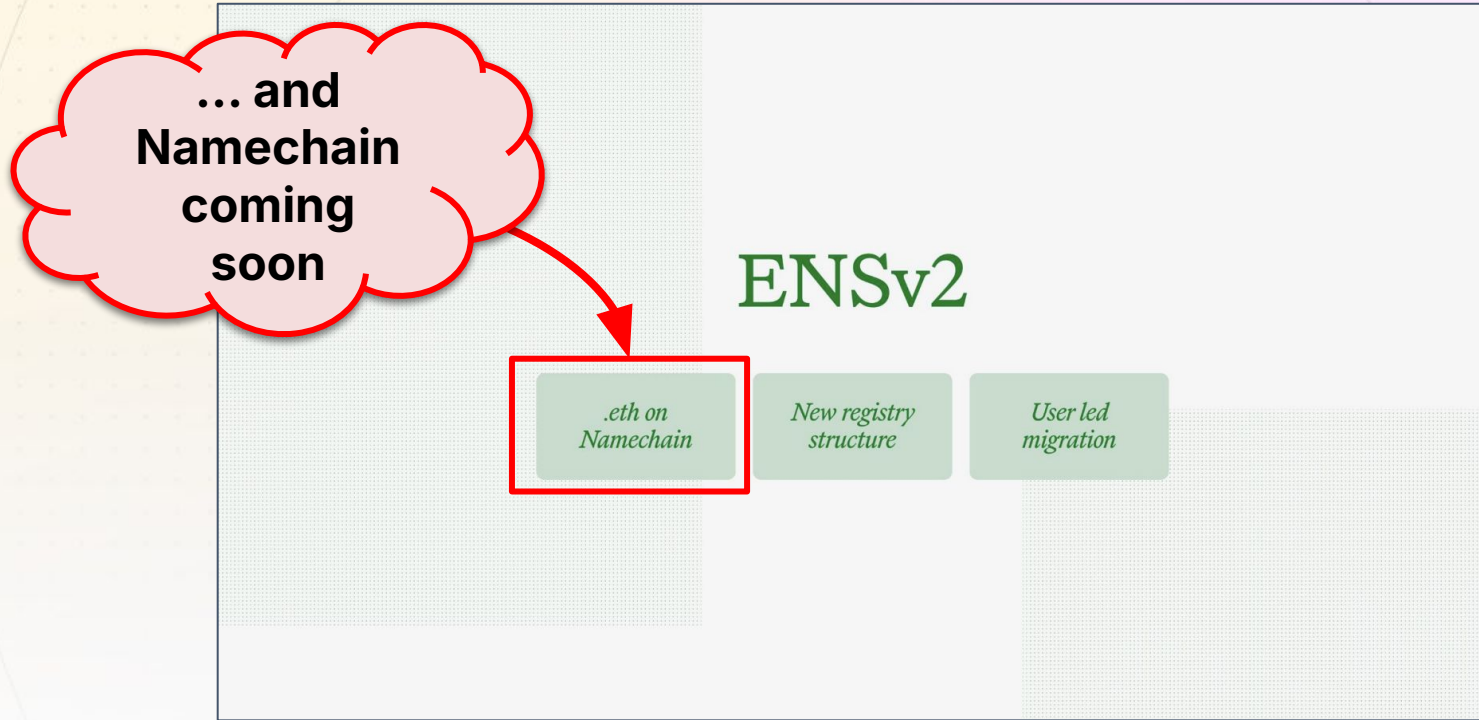 ... and
Namechain
coming
soon
ENSv2
.eth on
Namechain
New registry
structure
User led
migration